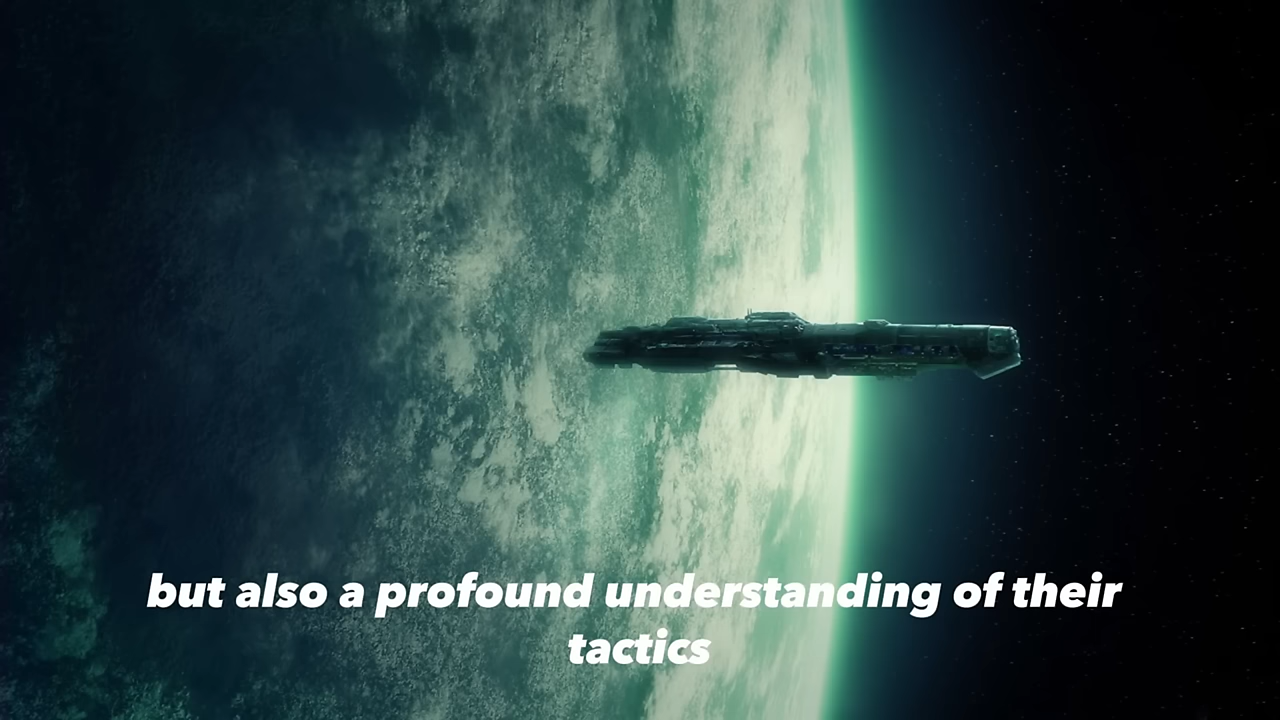 but also a profound understanding of their
tactics